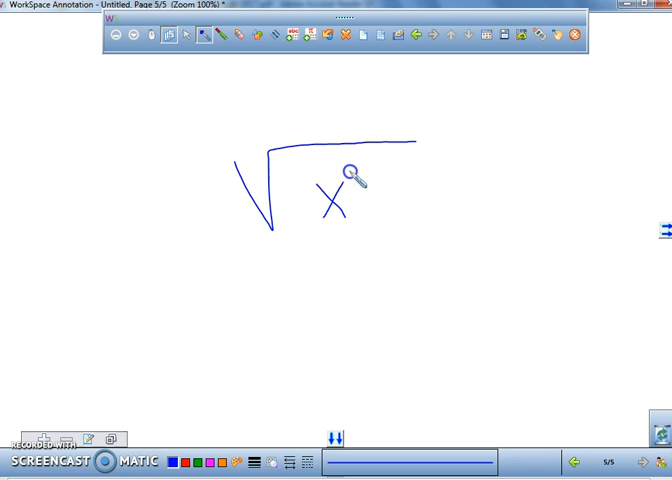 WorkSpace Annotation - Untitled. Page 5/5 (Zoom 100%) *
√x
RECORDED WITH
SCREENCAST MATIC
5/5